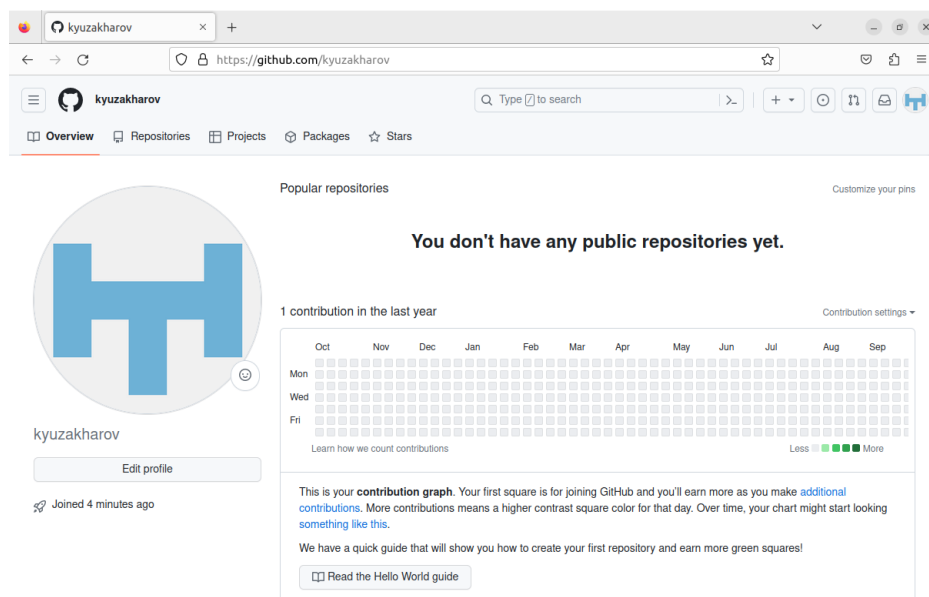 kyuzakharov
https://github.com/kyuzakharov
kyuzakharov
Type / to search
Overview
Repositories
Projects
Packages
Stars
Popular repositories
Customize your pins
You don't have any public repositories yet.
1 contribution in the last year
Contribution settings
Oct Nov Dec Jan Feb Mar Apr May Jun Jul Aug Sep
Mon
Wed
Fri
Learn how we count contributions
Less More
kyuzakharov
Edit profile
Joined 4 minutes ago
This is your contribution graph. Your first square is for joining GitHub and you'll earn more as you make additional
contributions. More contributions means a higher contrast square color for that day. Over time, your chart might start looking
something like this.
We have a quick guide that will show you how to create your first repository and earn more green squares!
Read the Hello World guide